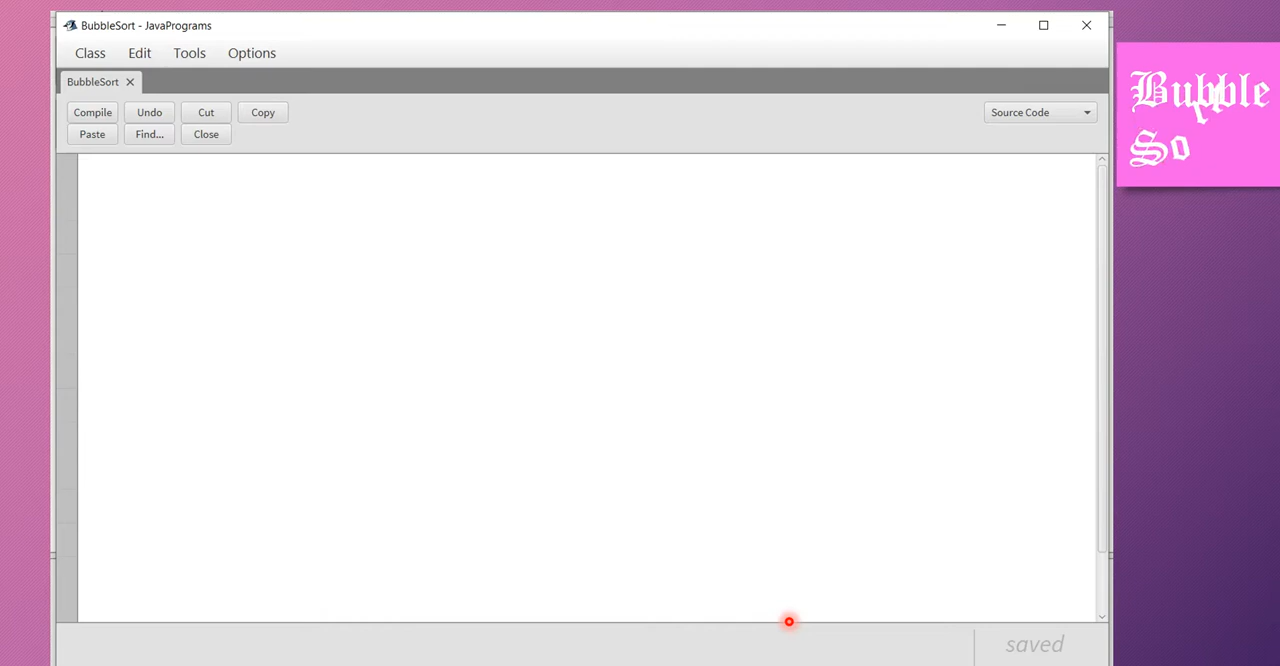 BubbleSort - JavaPrograms
Class Edit Tools Options
BubbleSort
Compile Undo Cut Copy Source Code
Paste Find... Close
Bubble
So
saved